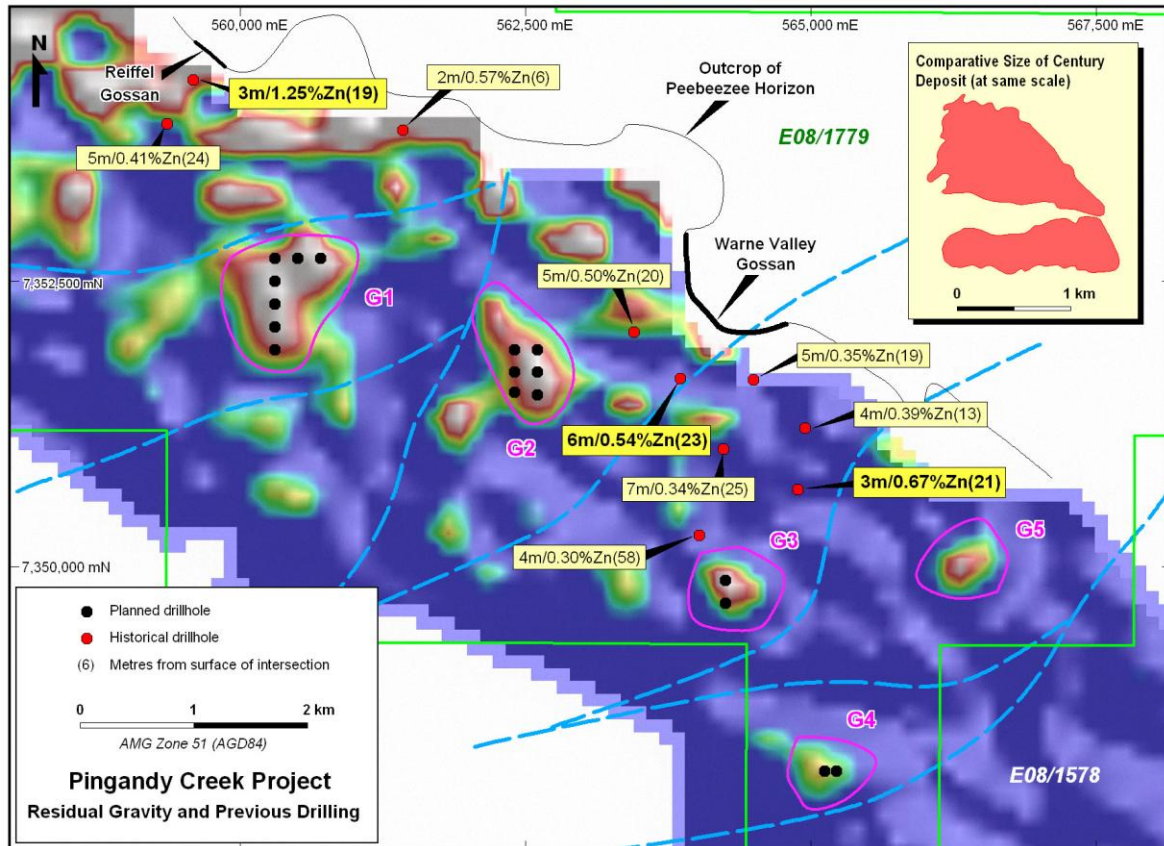 560,000 mE
562,500 mE
565,000 mE
567,500 mE
N
Reiffel
Gossan
3m/1.25%Zn(19)
2m/0.57%Zn(6)
Outcrop of
Peebeezee Horizon
Comparative Size of Century
Deposit (at same scale)
0
1 km
5m/0.41%Zn(24)
E08/1779
Warne Valley
Gossan
7,352,500 mN
G1
5m/0.50%Zn(20)
5m/0.35%Zn(19)
4m/0.39%Zn(13)
G2
6m/0.54%Zn(23)
7m/0.34%Zn(25)
3m/0.67%Zn(21)
4m/0.30%Zn(58)
G3
G5
7,350,000 mN
G4
E08/1578
Planned drillhole
Historical drillhole
(6) Metres from surface of intersection
0
1
2 km
AMG Zone 51 (AGD84)
Pingandy Creek Project
Residual Gravity and Previous Drilling